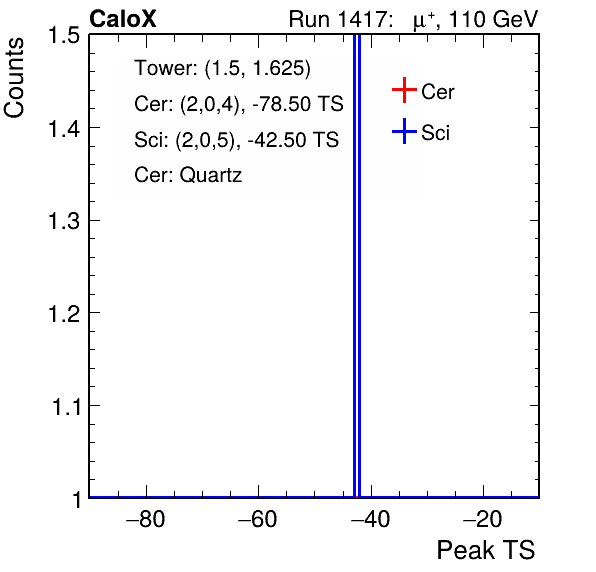 CaloX Run 1417: μ⁺, 110 GeV
Counts
1.5
Tower: (1.5, 1.625)
Cer: (2,0,4), -78.50 TS
Sci: (2,0,5), -42.50 TS
Cer: Quartz
Cer
Sci
1.4
1.3
1.2
1.1
1
−80 −60 −40 −20
Peak TS